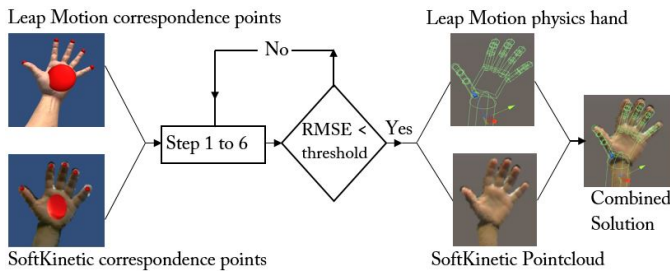 Leap Motion correspondence points
Leap Motion physics hand
No
Step 1 to 6
RMSE <
threshold
Yes
Combined
Solution
SoftKinetic correspondence points
SoftKinetic Pointcloud